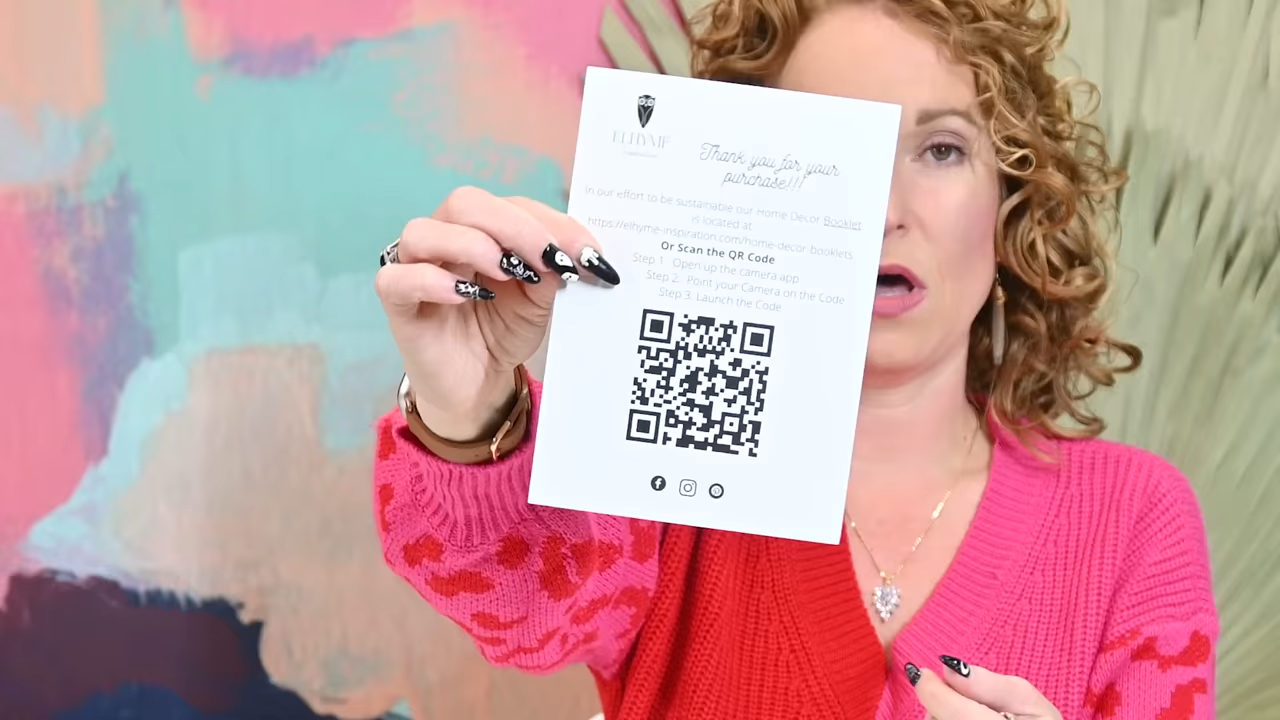 ELHYME
Thank you for your
purchase!!!
In our effort to be sustainable our Home Decor Booklet
is located at
https://elhyme-inspiration.com/home-decor-booklets
Or Scan the QR Code
Step 1. Open up the camera app
Step 2. Point your Camera on the Code
Step 3. Launch the Code